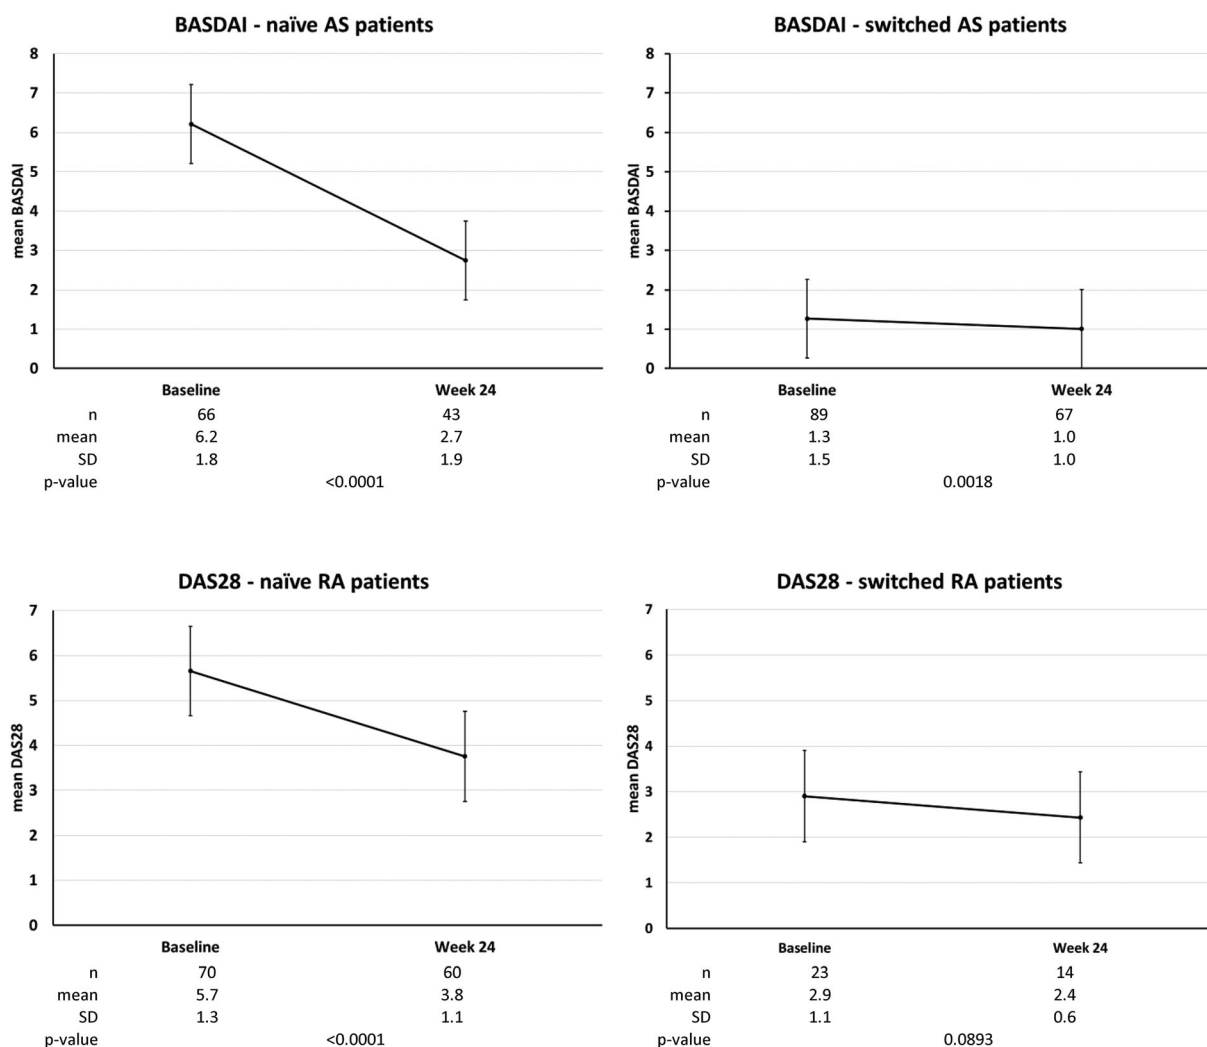 BASDAI - naïve AS patients
8
7
6
5
4
3
2
1
0
mean BASDAI
Baseline Week 24
n 66 43
mean 6.2 2.7
SD 1.8 1.9
p-value <0.0001
BASDAI - switched AS patients
8
7
6
5
4
3
2
1
0
mean BASDAI
Baseline Week 24
n 89 67
mean 1.3 1.0
SD 1.5 1.0
p-value 0.0018
DAS28 - naïve RA patients
7
6
5
4
3
2
1
0
mean DAS28
Baseline Week 24
n 70 60
mean 5.7 3.8
SD 1.3 1.1
p-value <0.0001
DAS28 - switched RA patients
7
6
5
4
3
2
1
0
mean DAS28
Baseline Week 24
n 23 14
mean 2.9 2.4
SD 1.1 0.6
p-value 0.0893